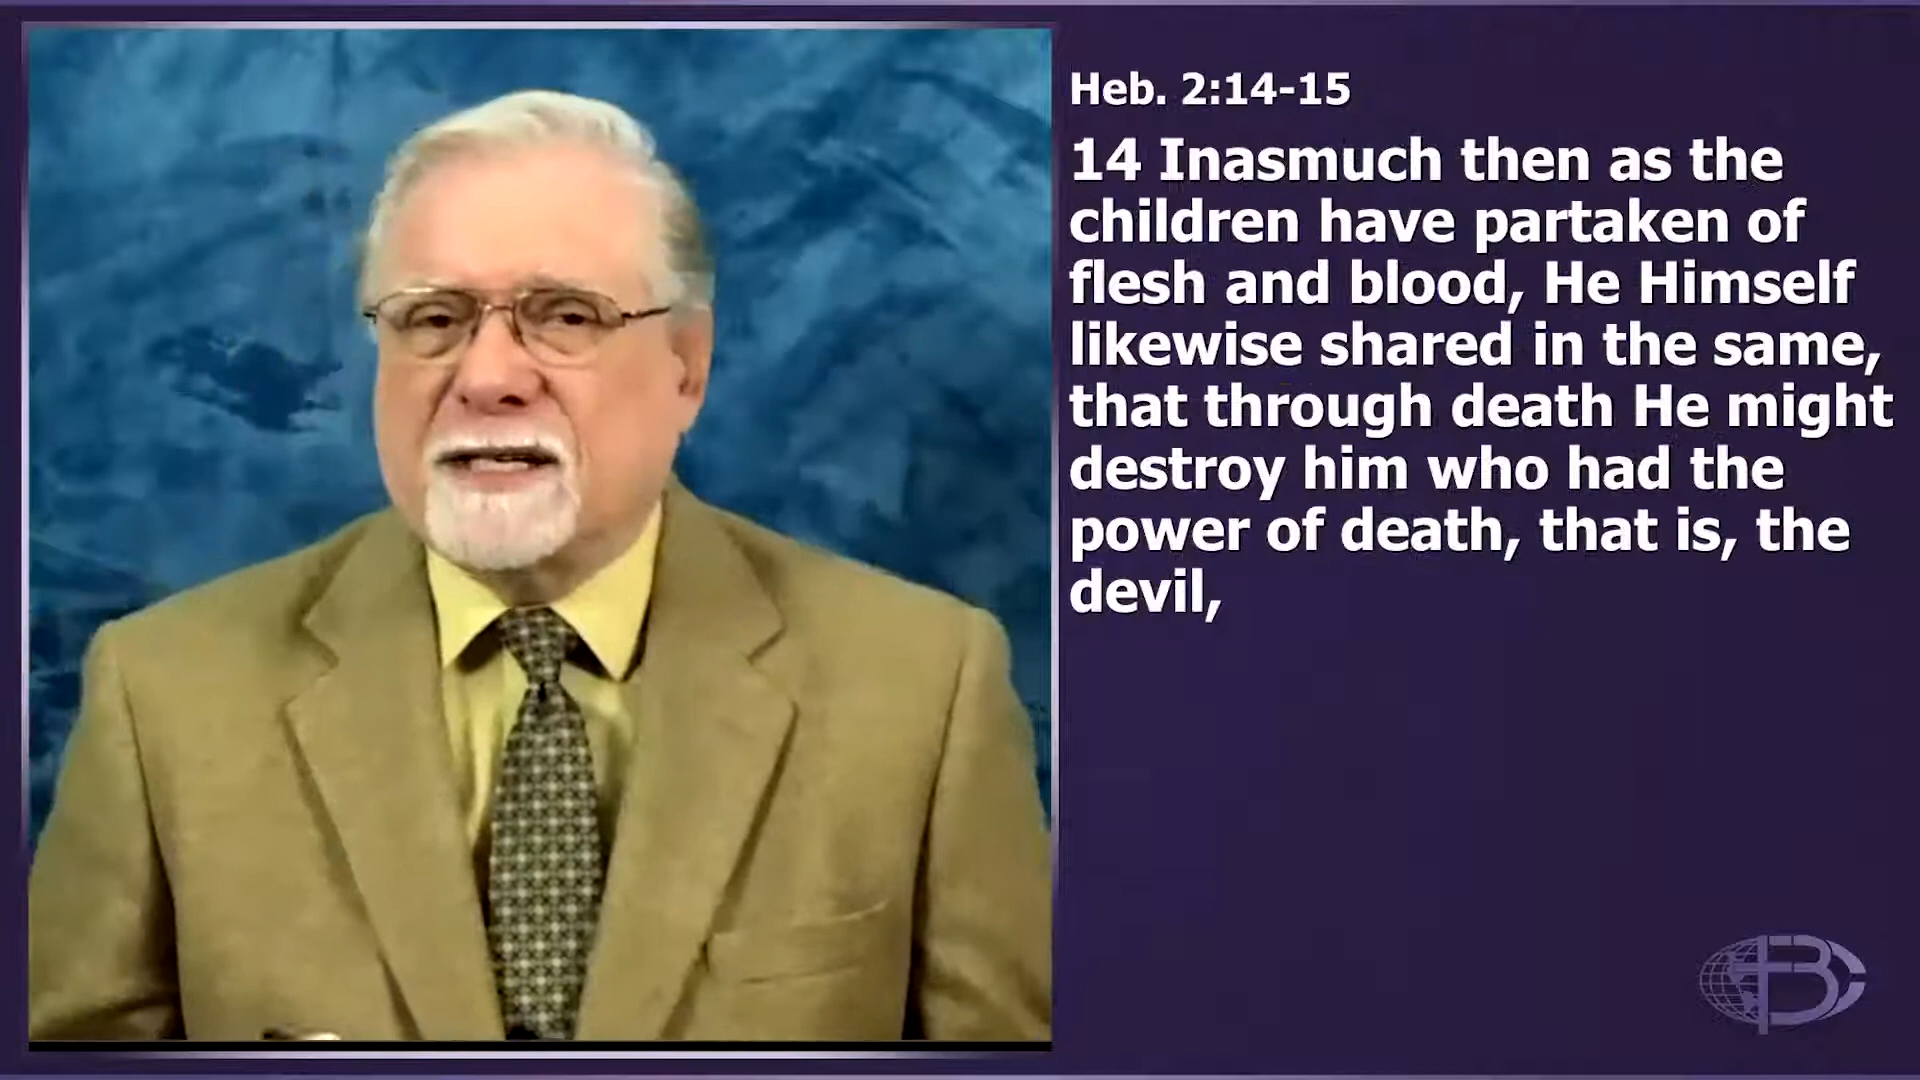 Heb. 2:14-15
14 Inasmuch then as the
children have partaken of
flesh and blood, He Himself
likewise shared in the same,
that through death He might
destroy him who had the
power of death, that is, the
devil,